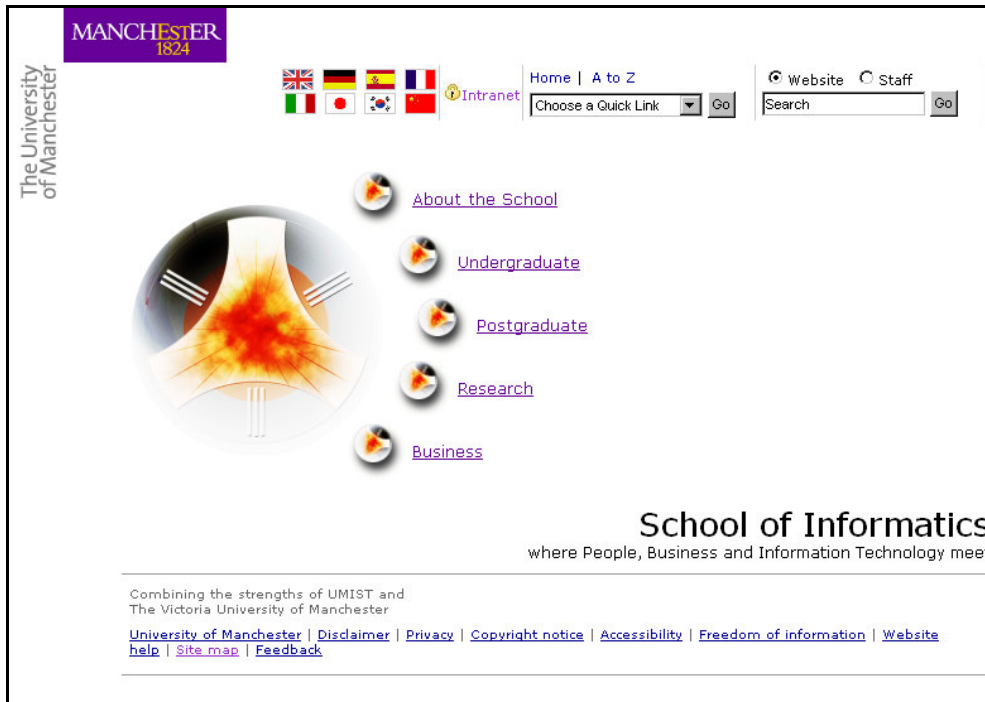 MANCHESTER
1824
The University
of Manchester
Intranet
Home | A to Z
Choose a Quick Link
Go
Website
Staff
Search
Go
About the School
Undergraduate
Postgraduate
Research
Business
School of Informatics
where People, Business and Information Technology mee
Combining the strengths of UMIST and
The Victoria University of Manchester
University of Manchester | Disclaimer | Privacy | Copyright notice | Accessibility | Freedom of information | Website
help | Site map | Feedback